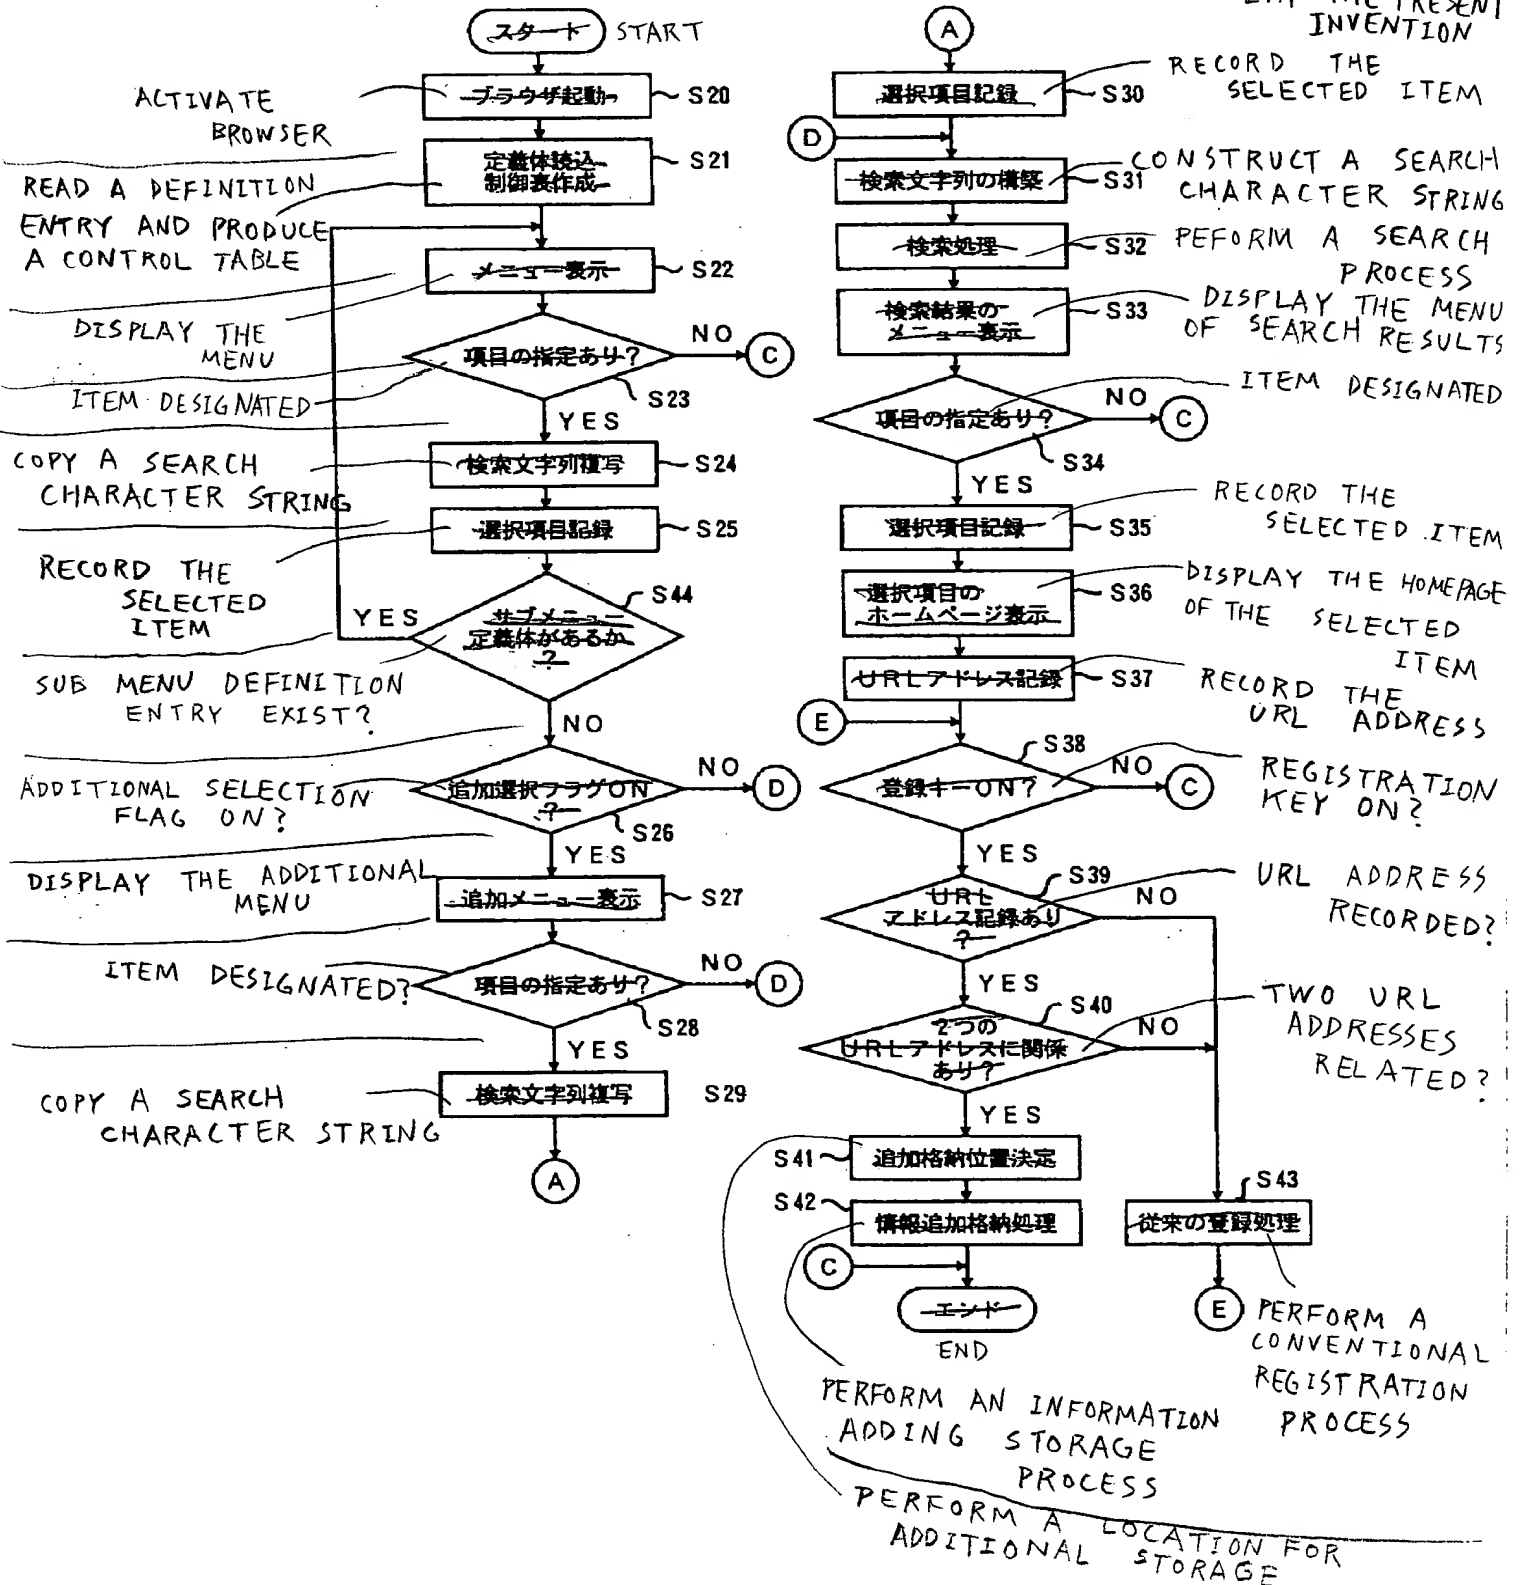 THE PRESENT
INVENTION
スタート START
ACTIVATE
BROWSER
ブラウザ起動 S20
READ A DEFINITION
ENTRY AND PRODUCE
A CONTROL TABLE
定義体読込 S21
制御表作成
DISPLAY THE
MENU
メニュー表示 S22
ITEM DESIGNATED
項目の指定あり? NO C
S23
YES
COPY A SEARCH
CHARACTER STRING
検索文字列複写 S24
RECORD THE
SELECTED
ITEM
選択項目記録 S25
SUB MENU DEFINITION
ENTRY EXIST?
S44
YES
サブメニュー
定義体があるか
?
NO
ADDITIONAL SELECTION
FLAG ON?
追加選択フラグON NO D
?
S26
YES
DISPLAY THE ADDITIONAL
MENU
追加メニュー表示 S27
ITEM DESIGNATED?
項目の指定あり? NO D
S28
YES
COPY A SEARCH
CHARACTER STRING
検索文字列複写 S29
A
A
選択項目記録 S30
RECORD THE
SELECTED ITEM
D
検索文字列の構築 S31
CONSTRUCT A SEARCH
CHARACTER STRING
検索処理 S32
PEFORM A SEARCH
PROCESS
検索結果の S33
メニュー表示
DISPLAY THE MENU
OF SEARCH RESULTS
項目の指定あり? NO C
ITEM DESIGNATED
S34
YES
選択項目記録 S35
RECORD THE
SELECTED ITEM
選択項目の S36
ホームページ表示
DISPLAY THE HOMEPAGE
OF THE SELECTED
ITEM
URLアドレス記録 S37
RECORD THE
URL ADDRESS
E
S38
登録キーON? NO C
REGISTRATION
KEY ON?
YES
S39
URL
アドレス記録あり NO
?
URL ADDRESS
RECORDED?
YES
S40
2つの
URLアドレスに関係 NO
あり?
TWO URL
ADDRESSES
RELATED?
YES
S41 追加格納位置決定
S42 情報追加格納処理
S43
従来の登録処理
C
エンド
END
E
PERFORM A
CONVENTIONAL
REGISTRATION
PROCESS
PERFORM AN INFORMATION
ADDING STORAGE
PROCESS
PERFORM A LOCATION FOR
ADDITIONAL STORAGE